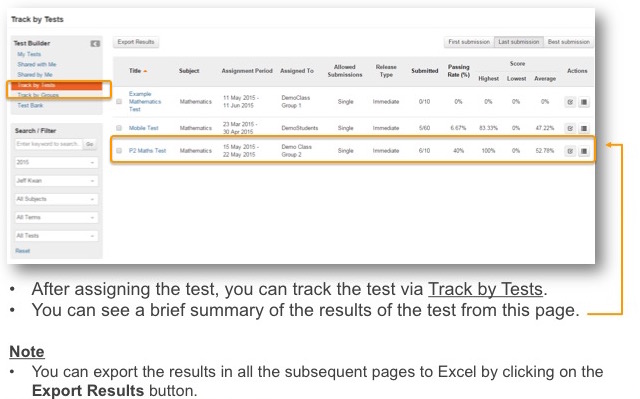 Track by Tests
Test Builder
My Tests
Shared with Me
Shared by Me
Track by Tests
Track by Groups
Test Bank
Search / Filter
Enter keyword to search. Go
2015
Jeff Kwan
All Subjects
All Terms
All Tests
Reset
Export Results
First submission Last submission Best submission
Title Subject Assignment Period Assigned To Allowed Submissions Release Type Submitted Passing Rate (%) Score Highest Lowest Average Actions
Example Mathematics Test Mathematics 11 May 2015 - 11 Jun 2015 DemoClass Group 1 Single Immediate 0/10 0% 0% 0% 0%
Mobile Test Mathematics 23 Mar 2015 - 30 Apr 2015 DemoStudents Single Immediate 5/60 6.67% 83.33% 0% 47.22%
P2 Maths Test Mathematics 15 May 2015 - 22 May 2015 Demo Class Group 2 Single Immediate 6/10 40% 100% 0% 52.78%
• After assigning the test, you can track the test via Track by Tests.
• You can see a brief summary of the results of the test from this page.
Note
• You can export the results in all the subsequent pages to Excel by clicking on the
Export Results button.